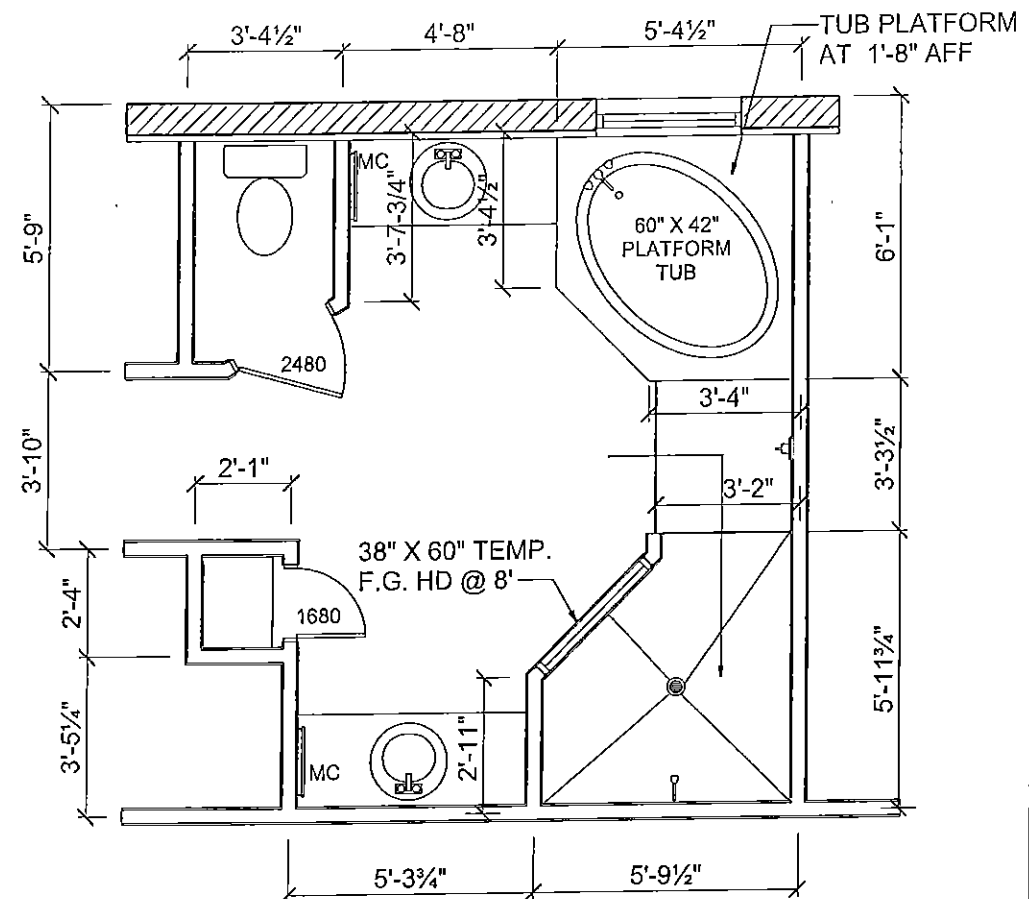 3'-4½"
4'-8"
5'-4½"
TUB PLATFORM
AT 1'-8" AFF
MC
5'-9"
3'-7-3/4"
3'-4½"
60" X 42"
PLATFORM
TUB
6'-1"
2480
3'-4"
3'-10"
2'-1"
3'-2"
3'-3½"
38" X 60" TEMP.
F.G. HD @ 8'
2'-4"
1680
5'-11¾"
3'-5¼"
2'-11"
MC
5'-3¾"
5'-9½"